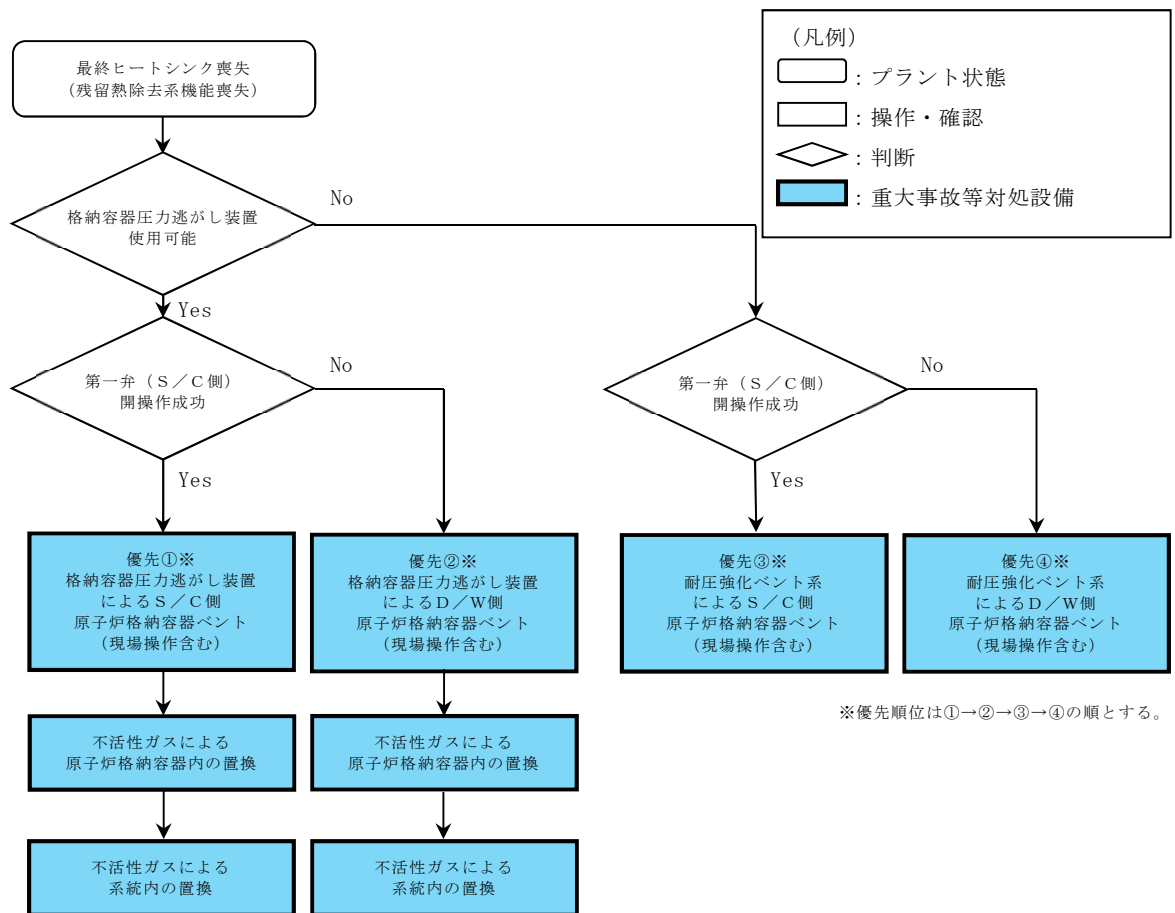 最終ヒートシンク喪失
(残留熱除去系機能喪失)
(凡例)
：プラント状態
：操作・確認
：判断
：重大事故等対処設備
格納容器圧力逃がし装置
使用可能
No
Yes
第一弁（Ｓ／Ｃ側）
開操作成功
No
Yes
第一弁（Ｓ／Ｃ側）
開操作成功
No
Yes
優先①※
格納容器圧力逃がし装置
によるＳ／Ｃ側
原子炉格納容器ベント
（現場操作含む）
優先②※
格納容器圧力逃がし装置
によるＤ／Ｗ側
原子炉格納容器ベント
（現場操作含む）
優先③※
耐圧強化ベント系
によるＳ／Ｃ側
原子炉格納容器ベント
（現場操作含む）
優先④※
耐圧強化ベント系
によるＤ／Ｗ側
原子炉格納容器ベント
（現場操作含む）
※優先順位は①→②→③→④の順とする。
不活性ガスによる
原子炉格納容器内の置換
不活性ガスによる
原子炉格納容器内の置換
不活性ガスによる
系統内の置換
不活性ガスによる
系統内の置換